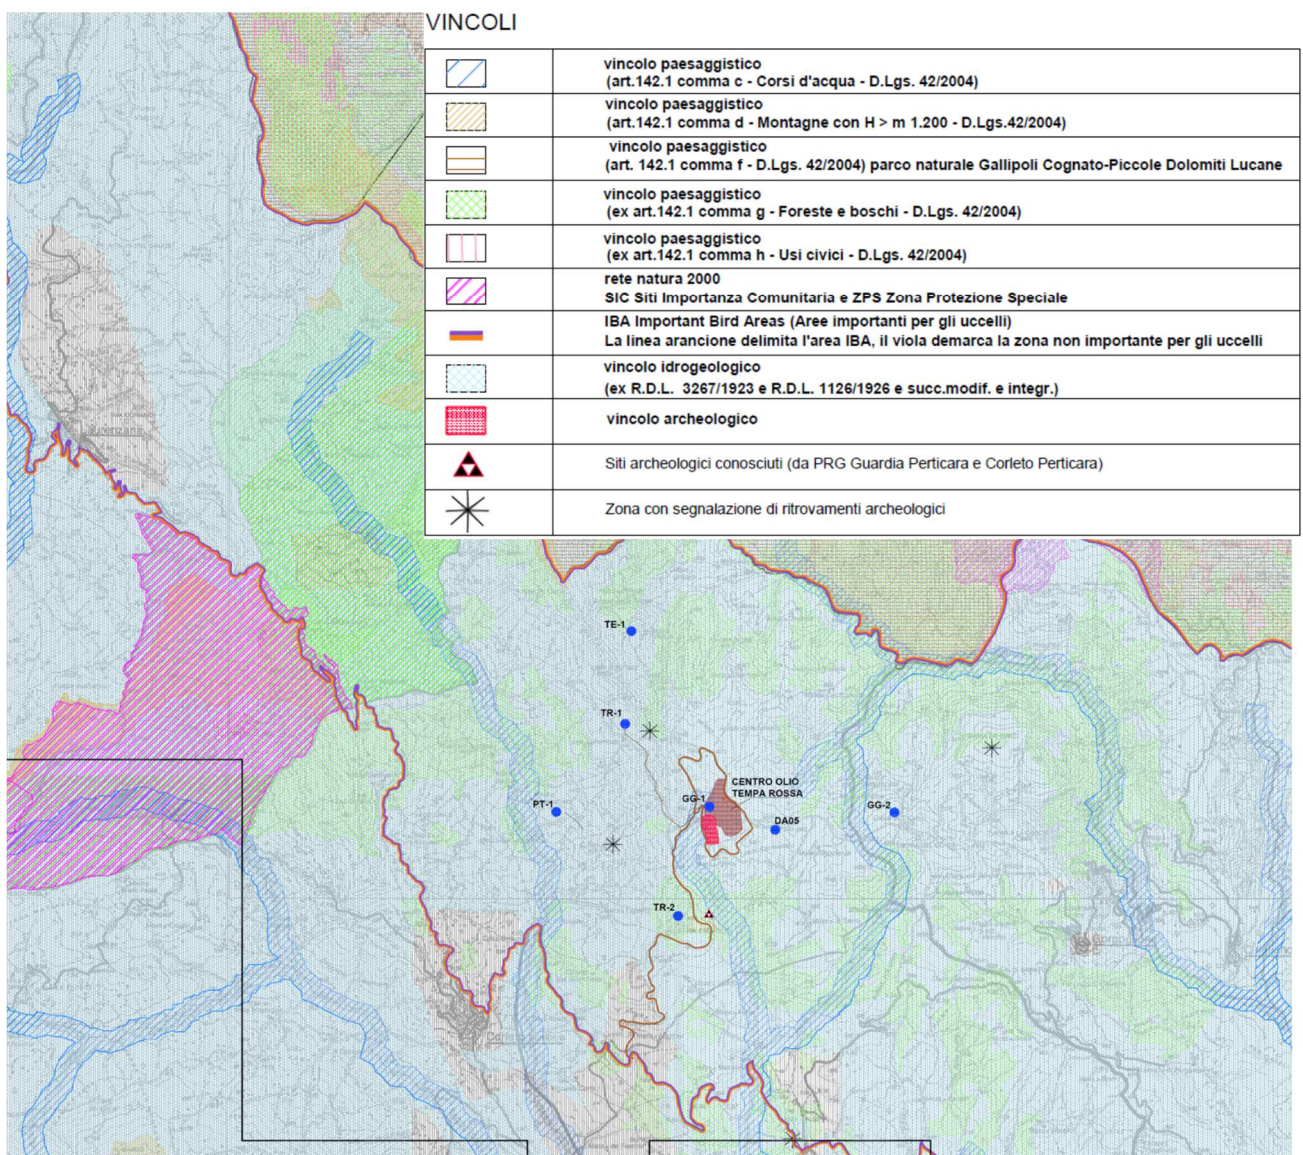 VINCOLI
vincolo paesaggistico
(art.142.1 comma c - Corsi d'acqua - D.Lgs. 42/2004)
vincolo paesaggistico
(art.142.1 comma d - Montagne con H > m 1.200 - D.Lgs.42/2004)
vincolo paesaggistico
(art. 142.1 comma f - D.Lgs. 42/2004) parco naturale Gallipoli Cognato-Piccole Dolomiti Lucane
vincolo paesaggistico
(ex art.142.1 comma g - Foreste e boschi - D.Lgs. 42/2004)
vincolo paesaggistico
(ex art.142.1 comma h - Usi civici - D.Lgs. 42/2004)
rete natura 2000
SIC Siti Importanza Comunitaria e ZPS Zona Protezione Speciale
IBA Important Bird Areas (Aree importanti per gli uccelli)
La linea arancione delimita l'area IBA, il viola demarca la zona non importante per gli uccelli
vincolo idrogeologico
(ex R.D.L. 3267/1923 e R.D.L. 1126/1926 e succ.modif. e integr.)
vincolo archeologico
Siti archeologici conosciuti (da PRG Guardia Perticara e Corleto Perticara)
Zona con segnalazione di ritrovamenti archeologici
TE-1
TR-1
CENTRO OLIO
TEMPA ROSSA
GG-1
PT-1
GG-2
DA05
TR-2